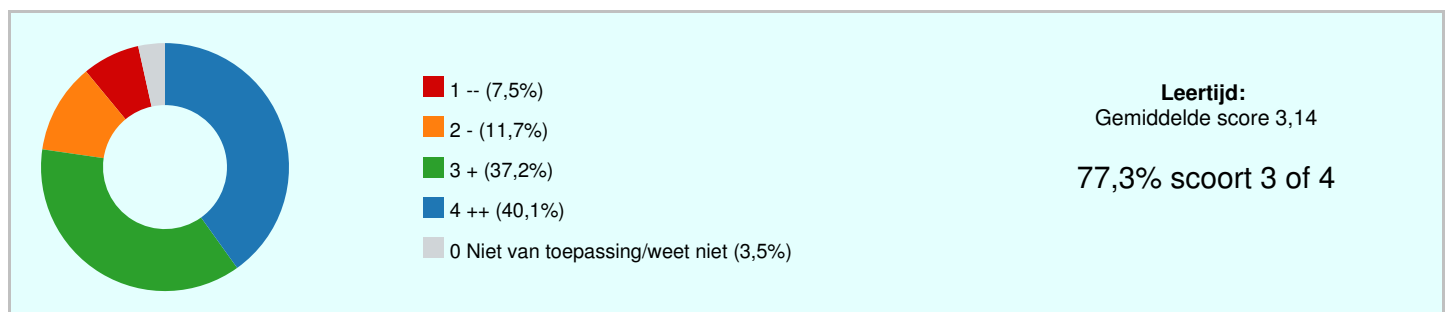 1 -- (7,5%)
2 - (11,7%)
3 + (37,2%)
4 ++ (40,1%)
0 Niet van toepassing/weet niet (3,5%)
Leertijd:
Gemiddelde score 3,14
77,3% scoort 3 of 4